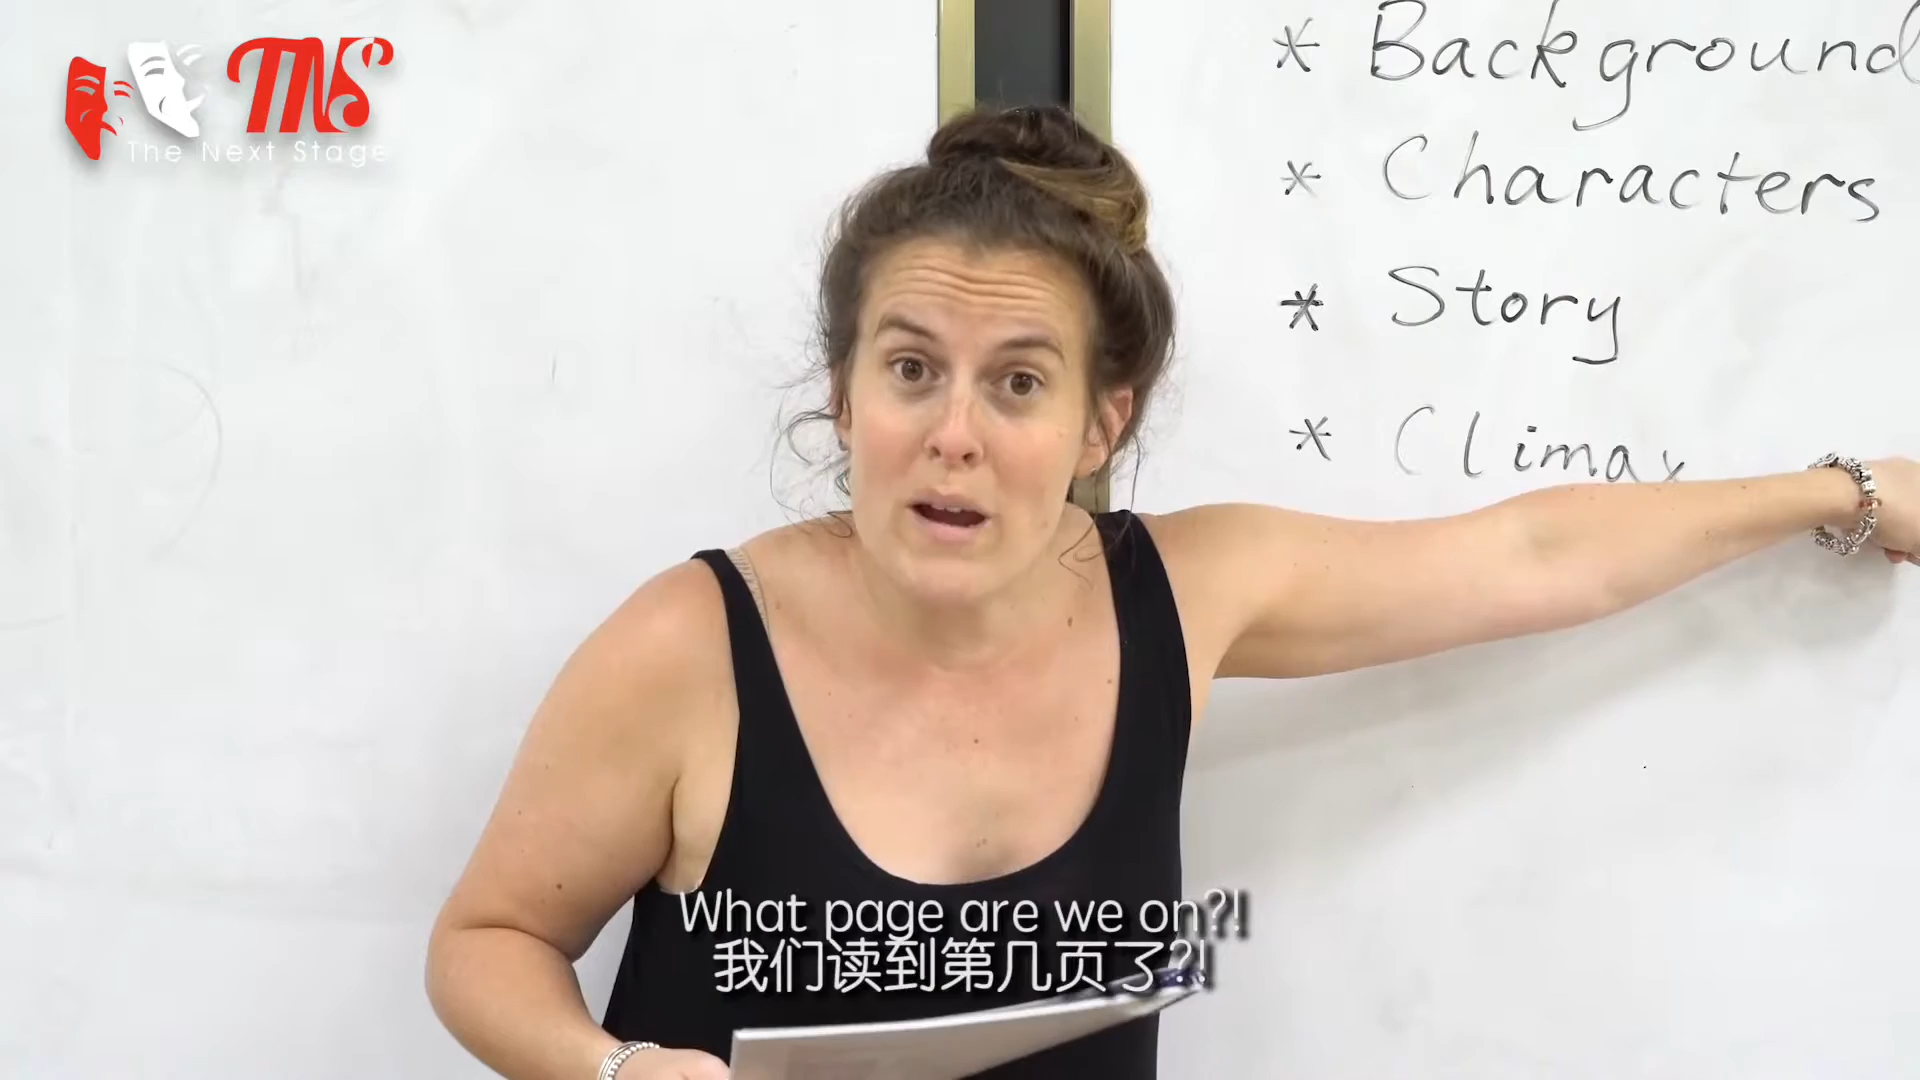 TNS
The Next Stage
* Background
* Characters
* Story
* Climax
What page are we on?!
我们读到第几页了?!